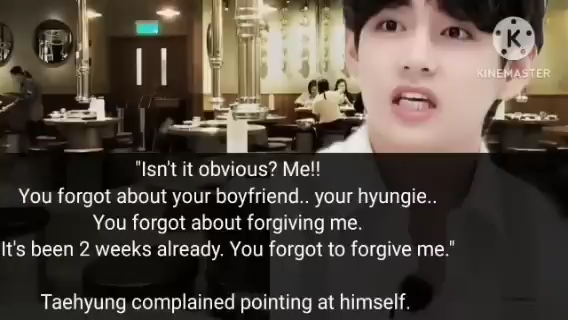 K
KINEMASTER
"Isn't it obvious? Me!!
You forgot about your boyfriend.. your hyungie..
You forgot about forgiving me.
It's been 2 weeks already. You forgot to forgive me."
Taehyung complained pointing at himself.